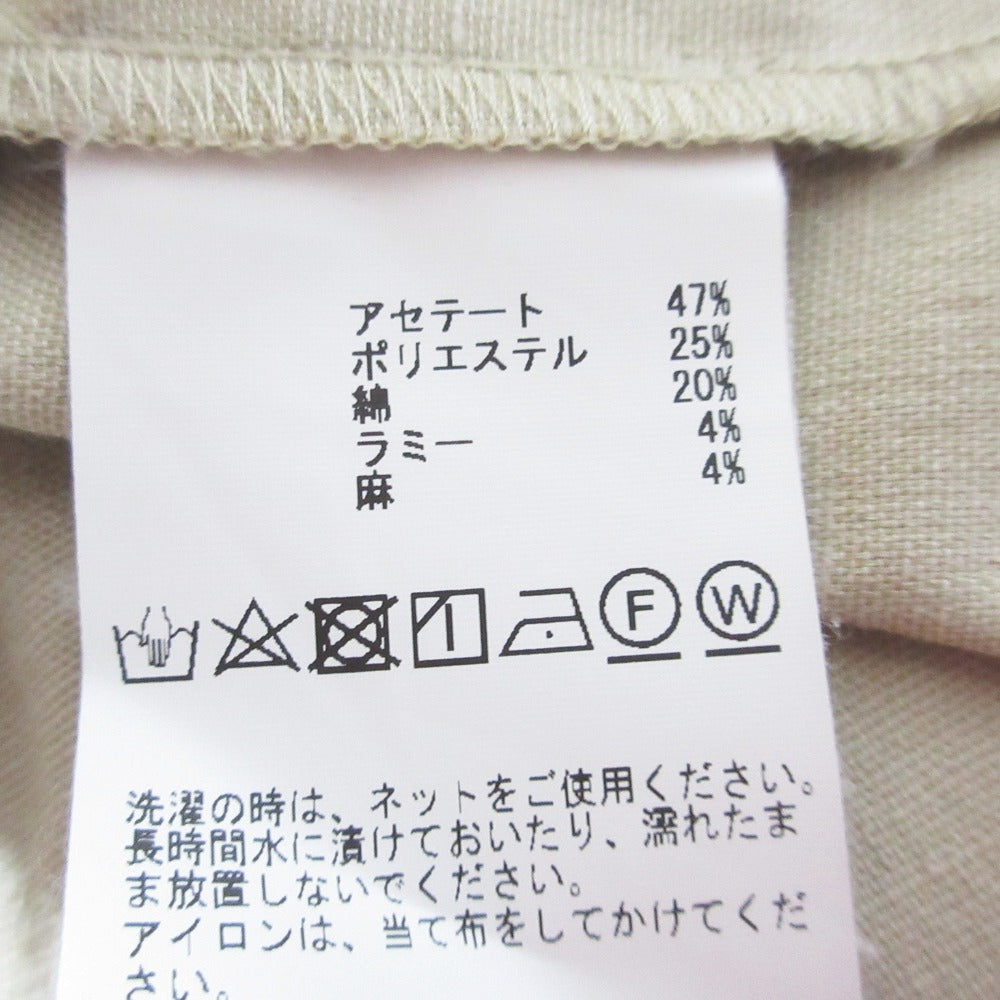 アセテート 47%
ポリエステル 25%
綿 20%
ラミー 4%
麻 4%
F W
洗濯の時は、ネットをご使用ください。
長時間水に漬けておいたり、濡れたま
ま放置しないでください。
アイロンは、当て布をしてかけてくだ
さい。